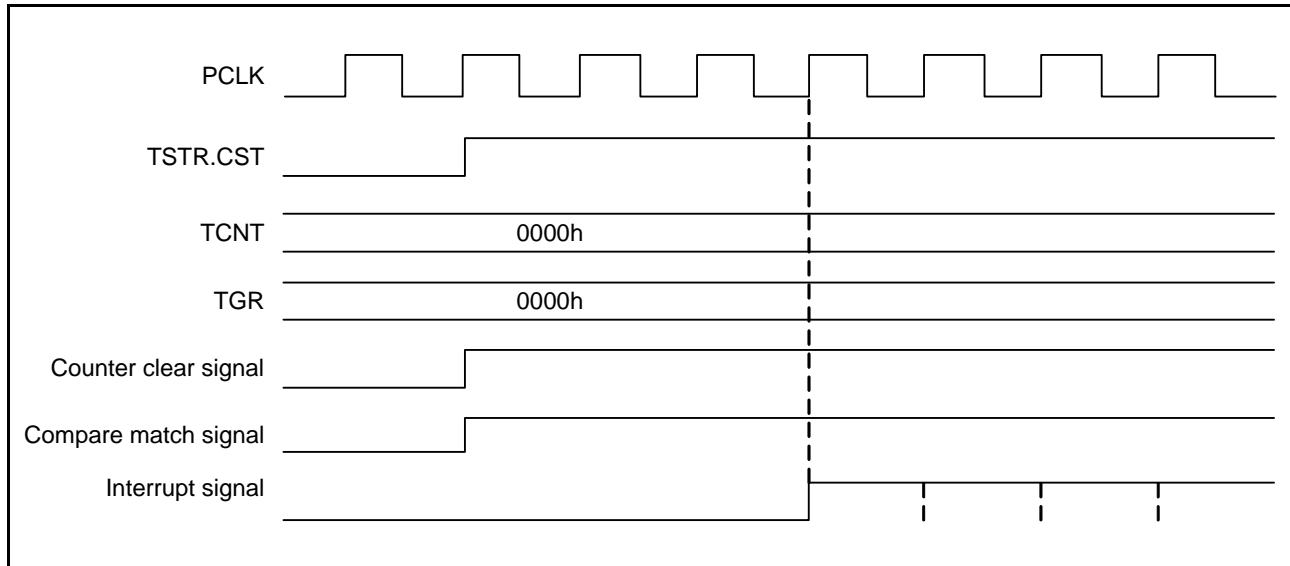 PCLK
TSTR.CST
TCNT 0000h
TGR 0000h
Counter clear signal
Compare match signal
Interrupt signal